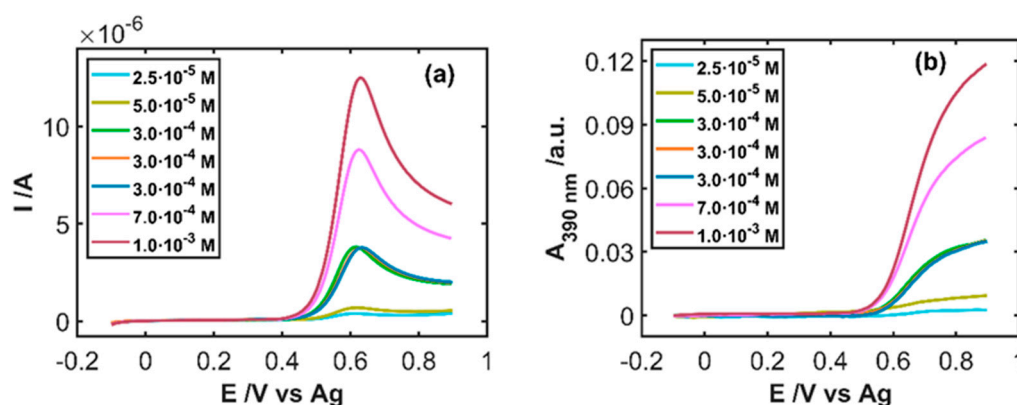 ×10⁻⁶
(a)
2.5·10⁻⁵ M
5.0·10⁻⁵ M
3.0·10⁻⁴ M
3.0·10⁻⁴ M
3.0·10⁻⁴ M
7.0·10⁻⁴ M
1.0·10⁻³ M
10
5
0
I /A
-0.2 0 0.2 0.4 0.6 0.8 1
E /V vs Ag
(b)
2.5·10⁻⁵ M
5.0·10⁻⁵ M
3.0·10⁻⁴ M
3.0·10⁻⁴ M
3.0·10⁻⁴ M
7.0·10⁻⁴ M
1.0·10⁻³ M
0.12
0.09
0.06
0.03
0
A₃₉₀ ₙₘ /a.u.
-0.2 0 0.2 0.4 0.6 0.8 1
E /V vs Ag